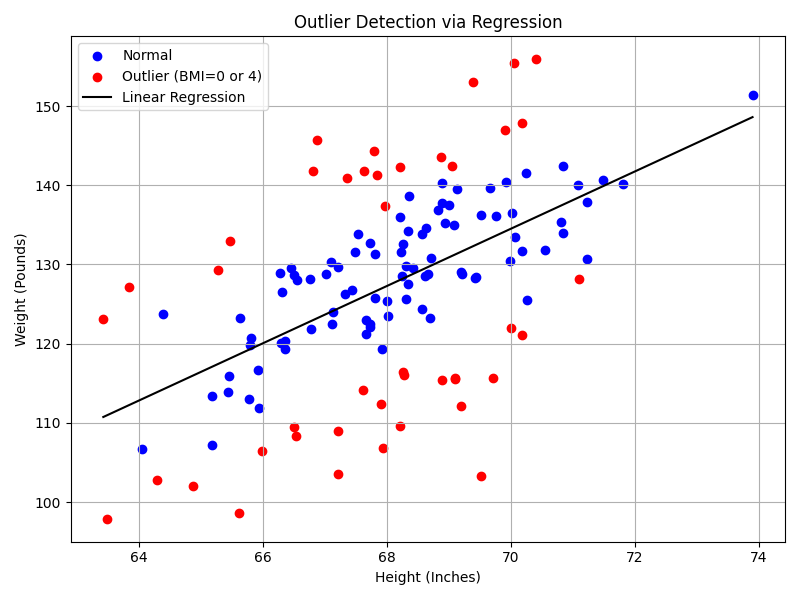 Outlier Detection via Regression
Normal
Outlier (BMI=0 or 4)
Linear Regression
Weight (Pounds)
150
140
130
120
110
100
64 66 68 70 72 74
Height (Inches)